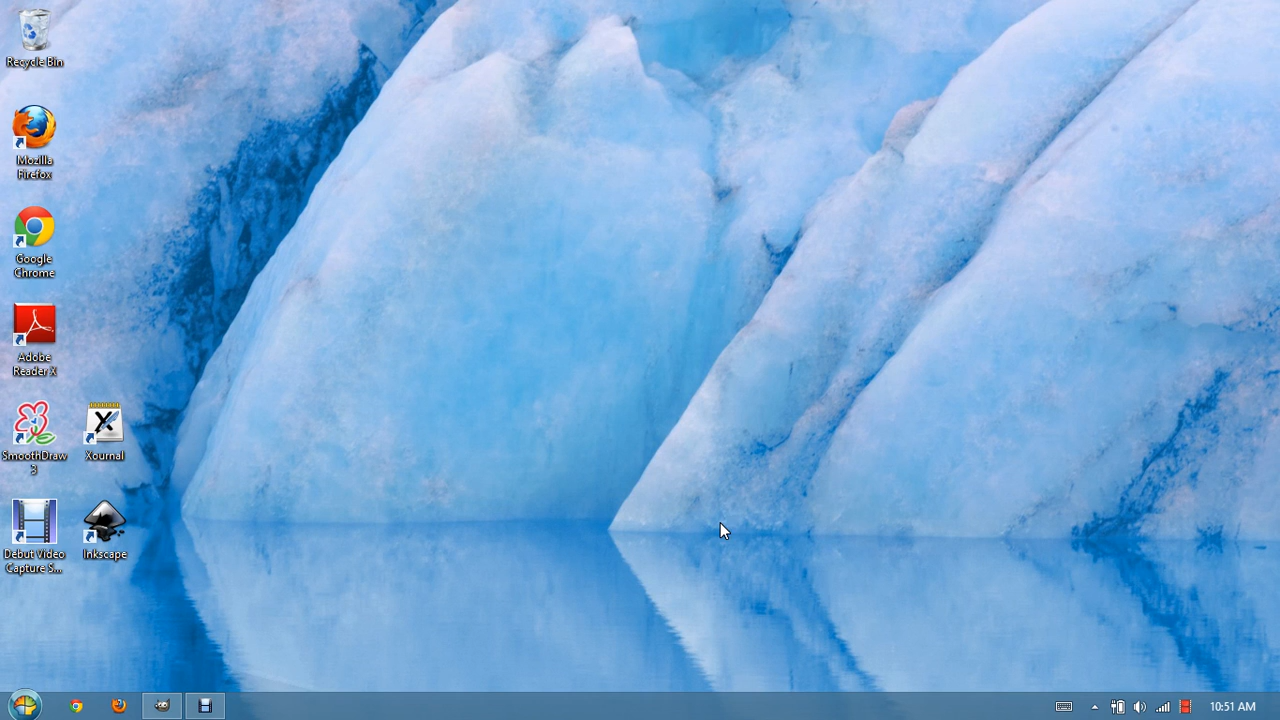 Recycle Bin
Mozilla
Firefox
Google
Chrome
Adobe
Reader X
SmoothDraw
3
Xournal
Debut Video
Capture S...
Inkscape
10:51 AM